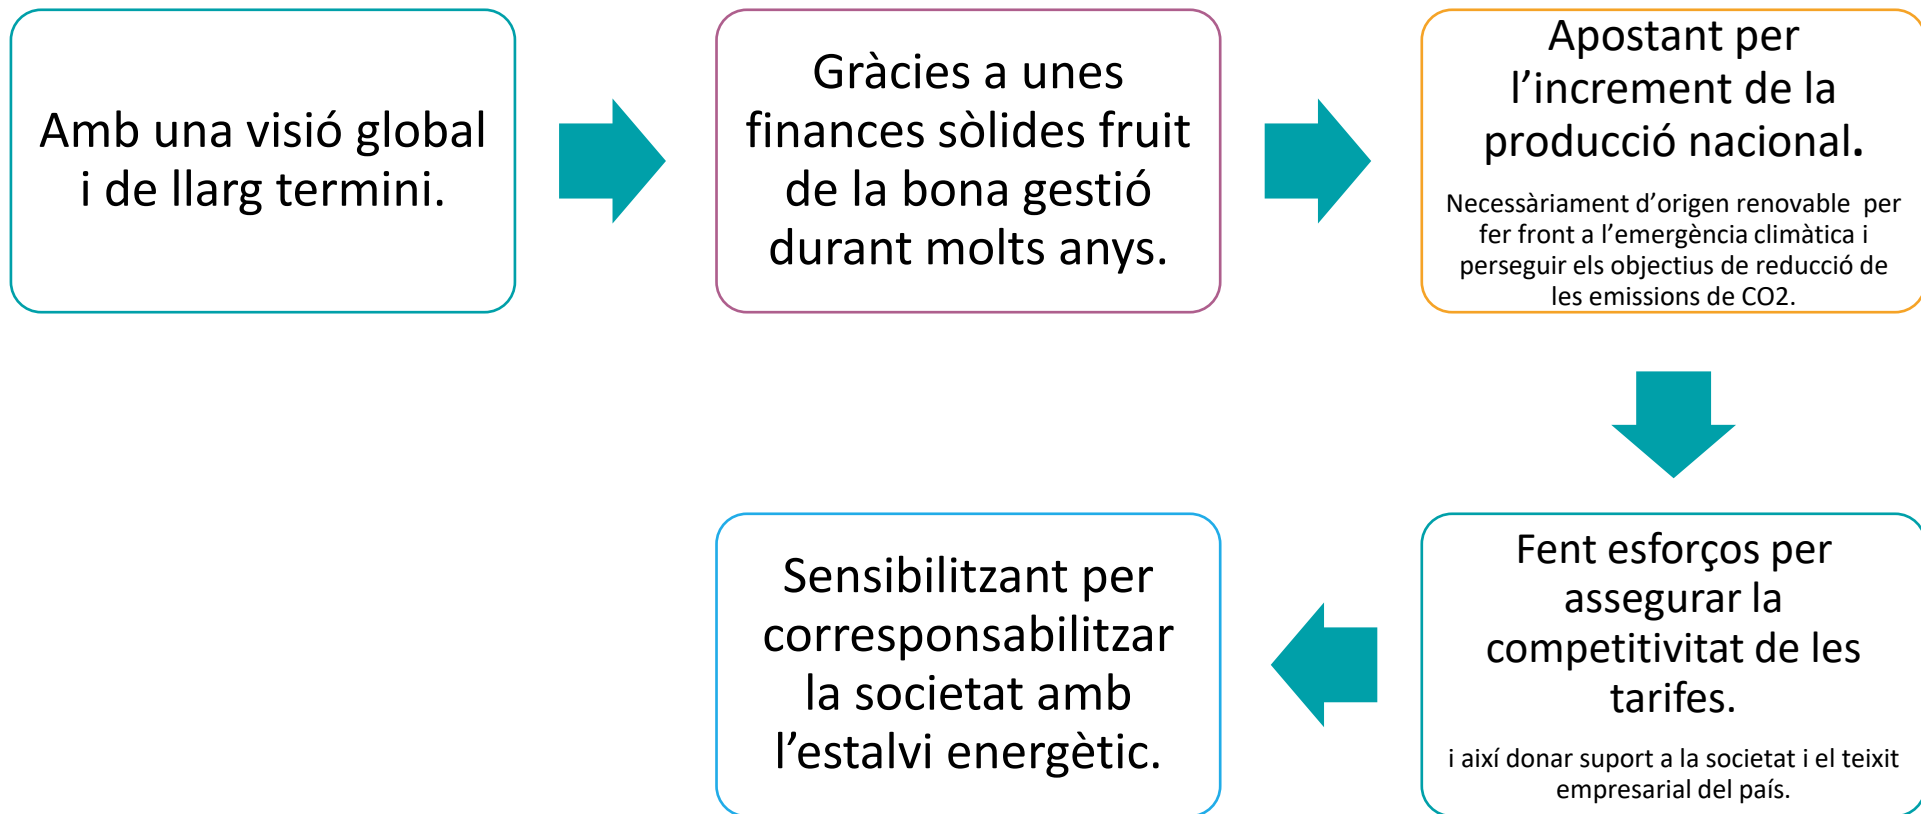 Amb una visió global
i de llarg termini.
Gràcies a unes
finances sòlides fruit
de la bona gestió
durant molts anys.
Apostant per
l’increment de la
producció nacional.
Necessàriament d’origen renovable  per
fer front a l’emergència climàtica i
perseguir els objectius de reducció de
les emissions de CO2.
Fent esforços per
assegurar la
competitivitat de les
tarifes.
i així donar suport a la societat i el teixit
empresarial del país.
Sensibilitzant per
corresponsabilitzar
la societat amb
l’estalvi energètic.